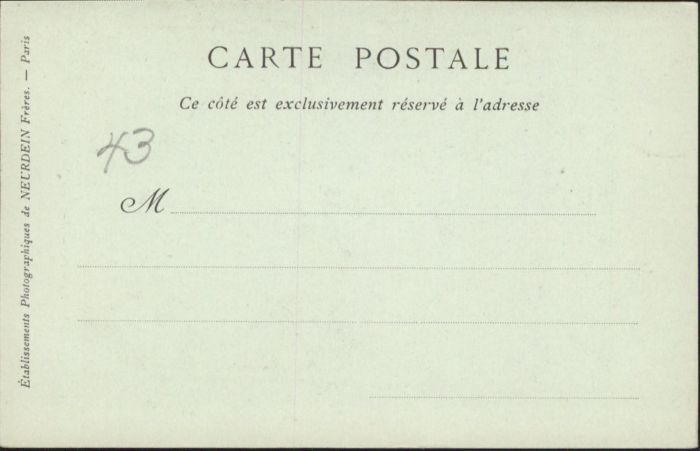 CARTE POSTALE
Ce côté est exclusivement réservé à l'adresse
43
M
Établissements Photographiques de NEURDEIN Frères. — Paris